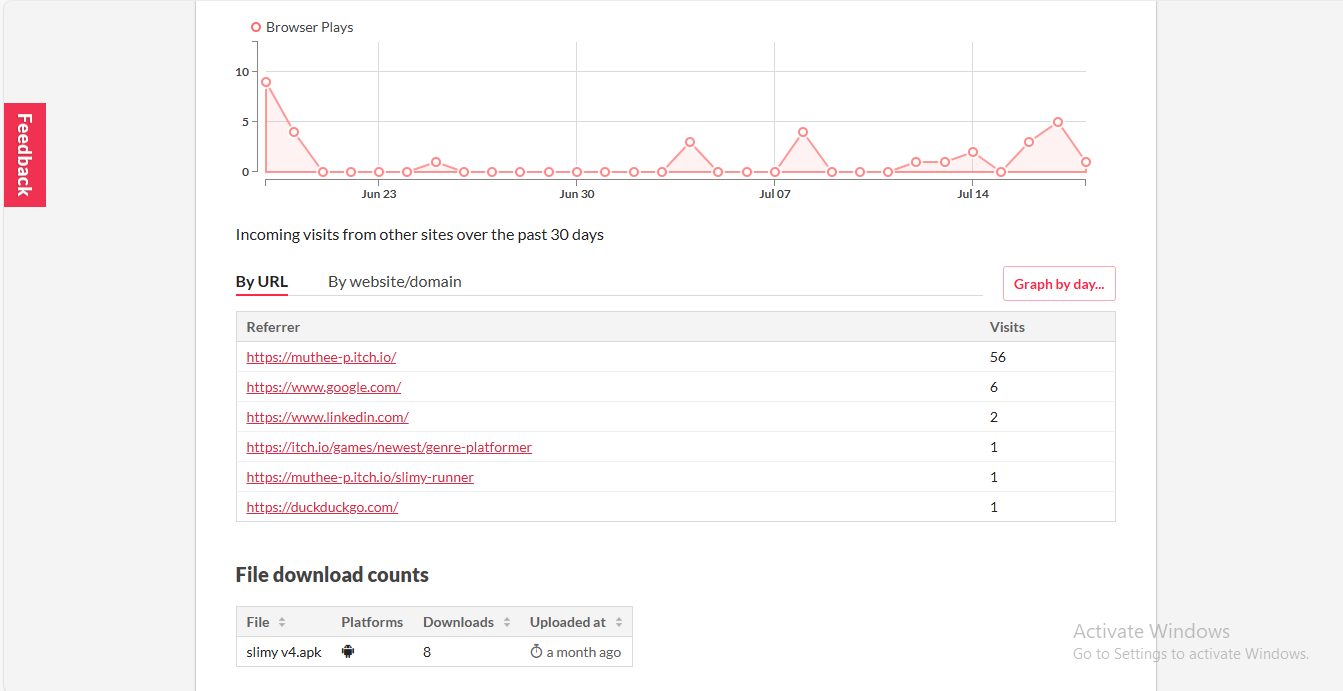 Browser Plays
10
5
0
Jun 23 Jun 30 Jul 07 Jul 14
Feedback
Incoming visits from other sites over the past 30 days
By URL By website/domain Graph by day...
Referrer Visits
https://muthee-p.itch.io/ 56
https://www.google.com/ 6
https://www.linkedin.com/ 2
https://itch.io/games/newest/genre-platformer 1
https://muthee-p.itch.io/slimy-runner 1
https://duckduckgo.com/ 1
File download counts
File Platforms Downloads Uploaded at
slimy v4.apk 8 a month ago
Activate Windows
Go to Settings to activate Windows.